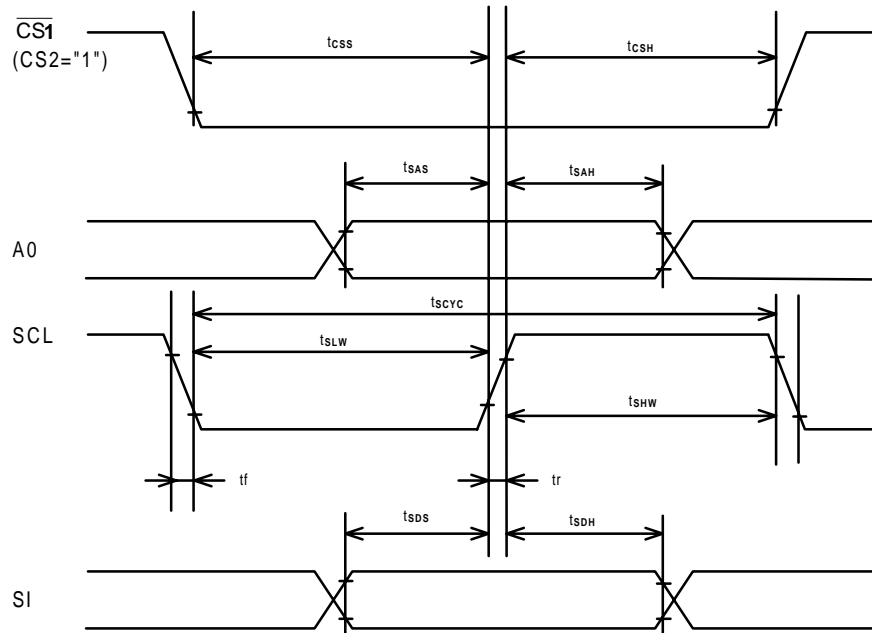 CS1
(CS2="1")
tCSS
tCSH
tSAS
tSAH
A0
tSCYC
SCL
tSLW
tSHW
tf
tr
tSDS
tSDH
SI